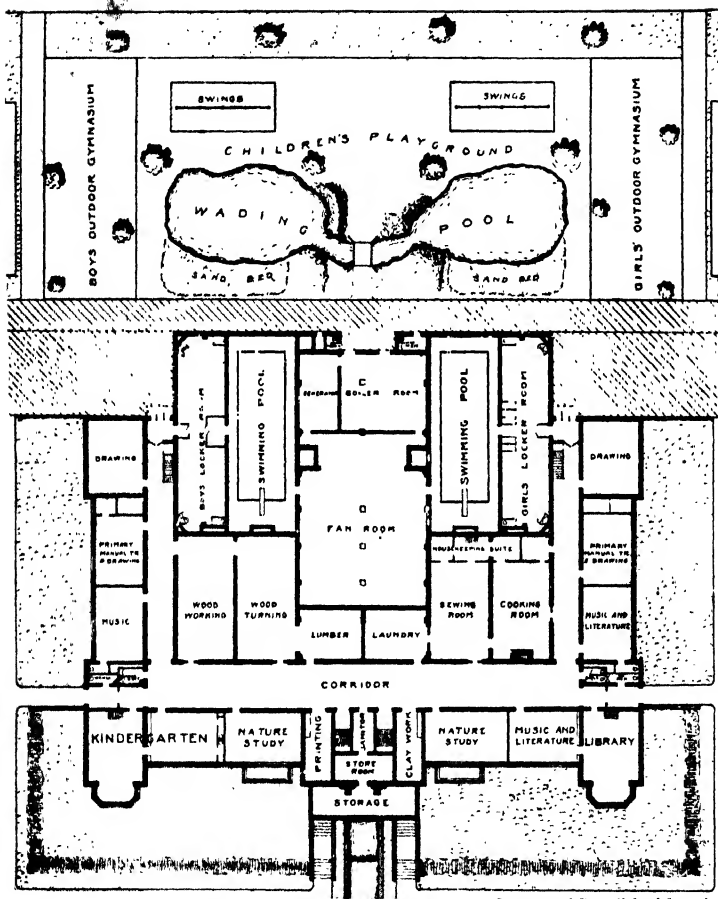 SWINGS
SWINGS
CHILDREN'S PLAYGROUND
BOYS OUTDOOR GYMNASIUM
GIRLS' OUTDOOR GYMNASIUM
WADING POOL
SAND BED
SAND BED
BOYS LOCKER ROOM
SWIMMING POOL
BOILER ROOM
SWIMMING POOL
GIRLS LOCKER ROOM
DRAWING
DRAWING
FAN ROOM
PRIMARY
MANUAL TR.
& DRAWING
HOUSKEEPING SUITE
PRIMARY
MANUAL TR.
& DRAWING
MUSIC
WOOD
WORKING
WOOD
TURNING
LUMBER
LAUNDRY
SEWING
ROOM
COOKING
ROOM
MUSIC AND
LITERATURE
CORRIDOR
KINDERGARTEN
NATURE
STUDY
PRINTING
STORE
ROOM
CLAY WORK
NATURE
STUDY
MUSIC AND
LITERATURE
LIBRARY
STORAGE